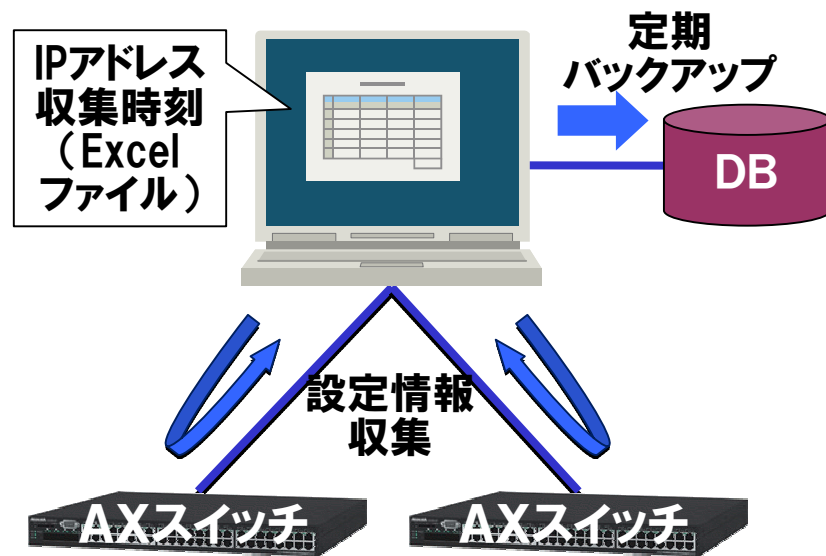 IPアドレス
収集時刻
（Excel
ファイル）
定期
バックアップ
DB
設定情報
収集
AXスイッチ
AXスイッチ